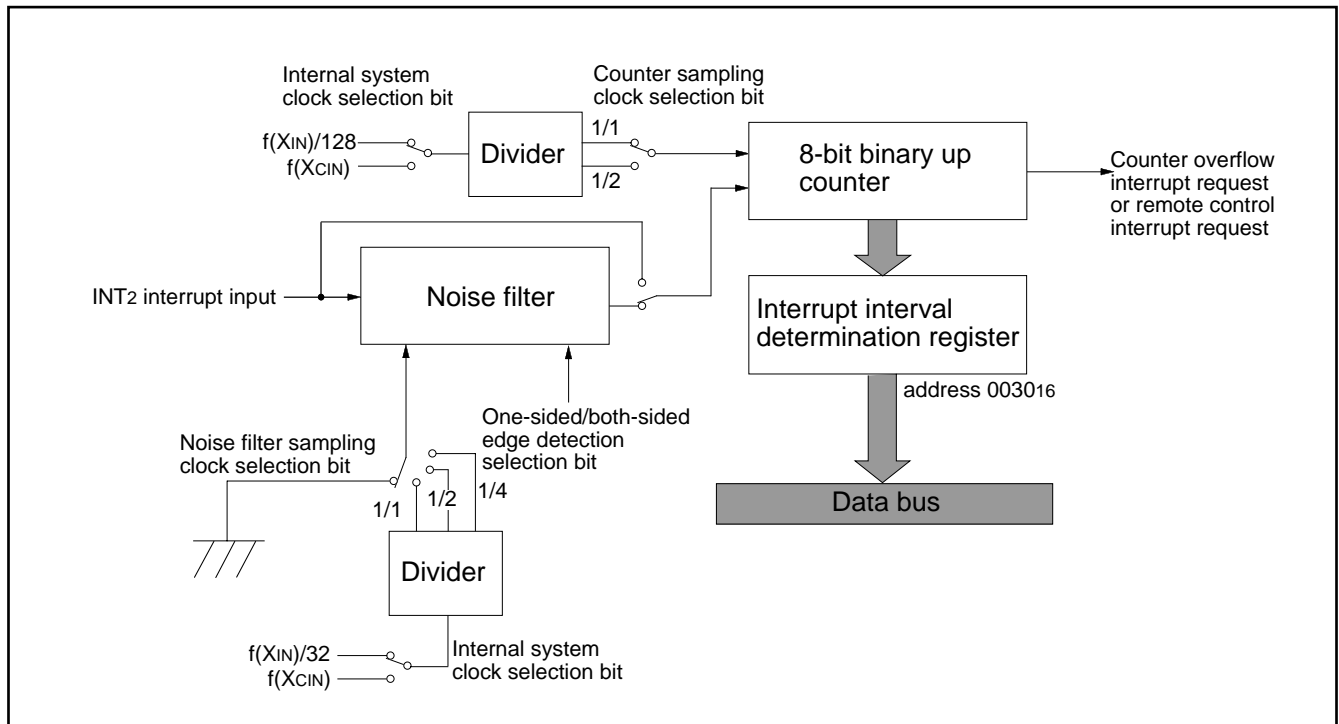 Internal system
clock selection bit
Counter sampling
clock selection bit
f(XIN)/128
f(XCIN)
Divider
1/1
1/2
8-bit binary up
counter
Counter overflow
interrupt request
or remote control
interrupt request
INT2 interrupt input
Noise filter
Interrupt interval
determination register
address 003016
One-sided/both-sided
edge detection
selection bit
Noise filter sampling
clock selection bit
1/1
1/2
1/4
Data bus
Divider
f(XIN)/32
f(XCIN)
Internal system
clock selection bit